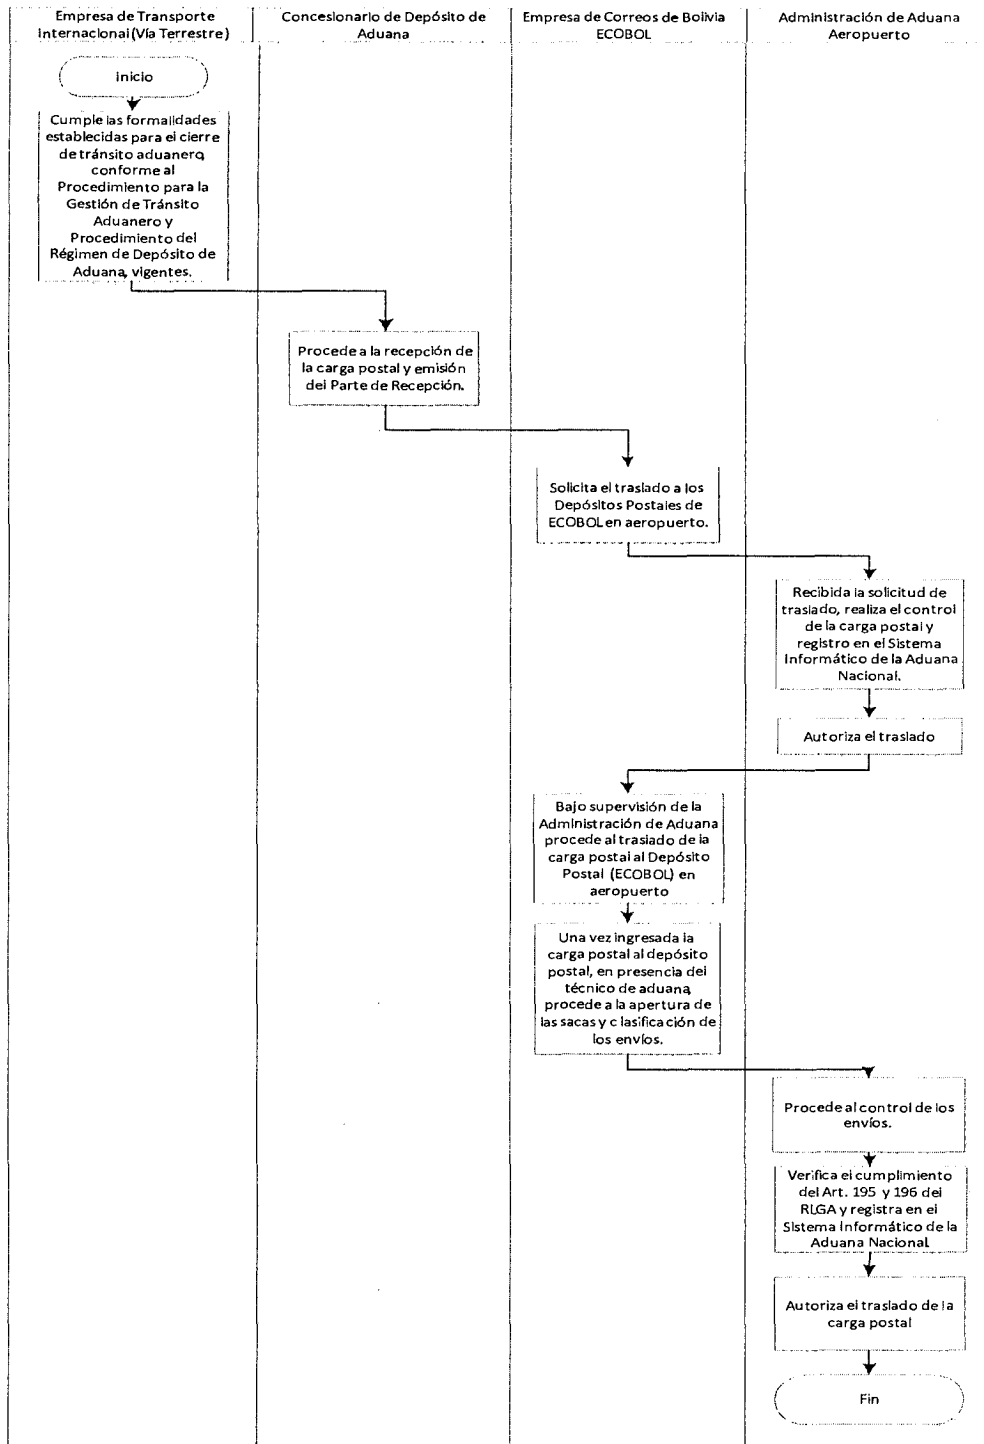 Empresa de Transporte
Internacional (Vía Terrestre)
Concesionario de Depósito de
Aduana
Empresa de Correos de Bolivia
ECOBOL
Administración de Aduana
Aeropuerto
Inicio
Cumple las formalidades
establecidas para el cierre
de tránsito aduanero,
conforme al
Procedimiento para la
Gestión de Tránsito
Aduanero y
Procedimiento del
Régimen de Depósito de
Aduana, vigentes.
Procede a la recepción de
la carga postal y emisión
del Parte de Recepción.
Solicita el traslado a los
Depósitos Postales de
ECOBOL en aeropuerto.
Recibida la solicitud de
traslado, realiza el control
de la carga postal y
registro en el Sistema
Informático de la Aduana
Nacional.
Autoriza el traslado
Bajo supervisión de la
Administración de Aduana
procede al traslado de la
carga postal al Depósito
Postal (ECOBOL) en
aeropuerto
Una vez ingresada la
carga postal al depósito
postal, en presencia del
técnico de aduana,
procede a la apertura de
las sacas y clasificación de
los envíos.
Procede al control de los
envíos.
Verifica el cumplimiento
del Art. 195 y 196 del
RLGA y registra en el
Sistema Informático de la
Aduana Nacional.
Autoriza el traslado de la
carga postal
Fin